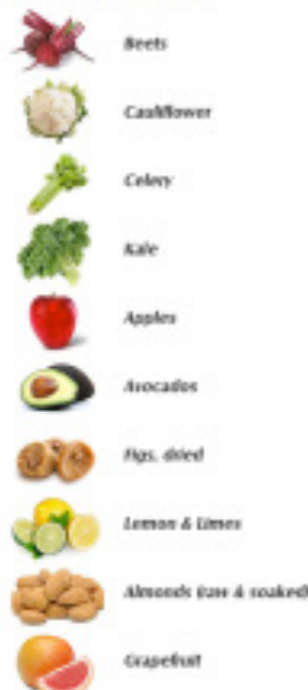 Beets
Cauliflower
Celery
Kale
Apples
Avocados
Figs, dried
Lemon & Limes
Almonds (raw & soaked)
Grapefruit